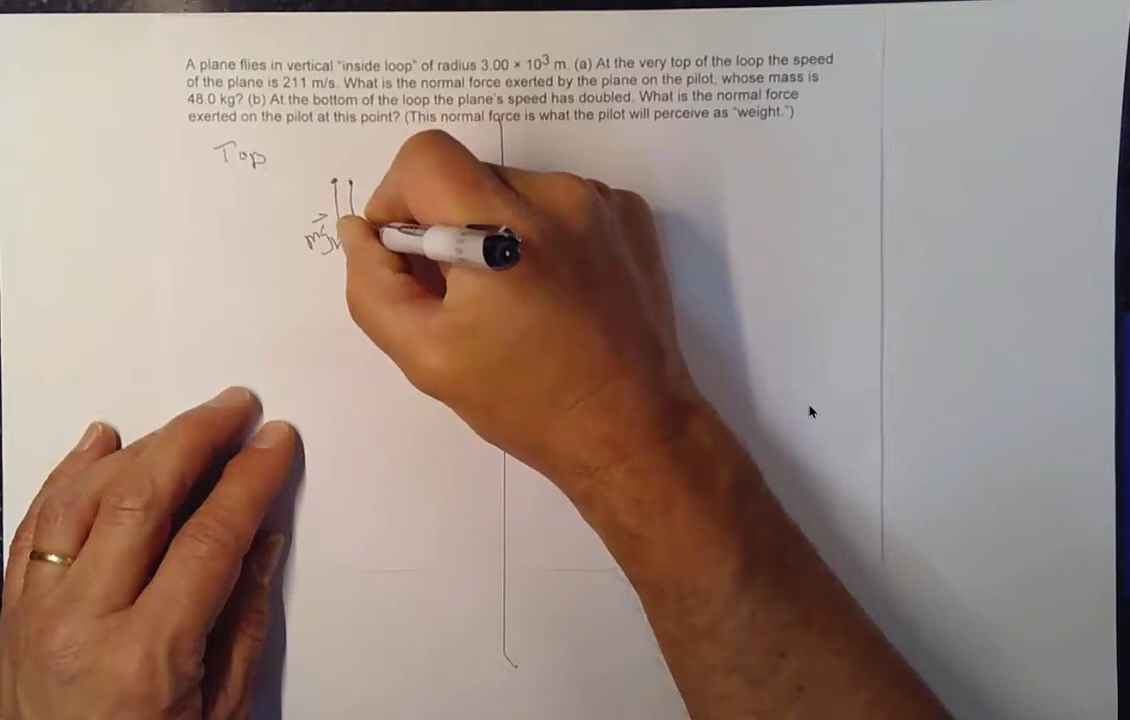 A plane flies in vertical "inside loop" of radius 3.00 × 10³ m. (a) At the very top of the loop the speed
of the plane is 211 m/s. What is the normal force exerted by the plane on the pilot, whose mass is
48.0 kg? (b) At the bottom of the loop the plane's speed has doubled. What is the normal force
exerted on the pilot at this point? (This normal force is what the pilot will perceive as "weight.")
Top
mg